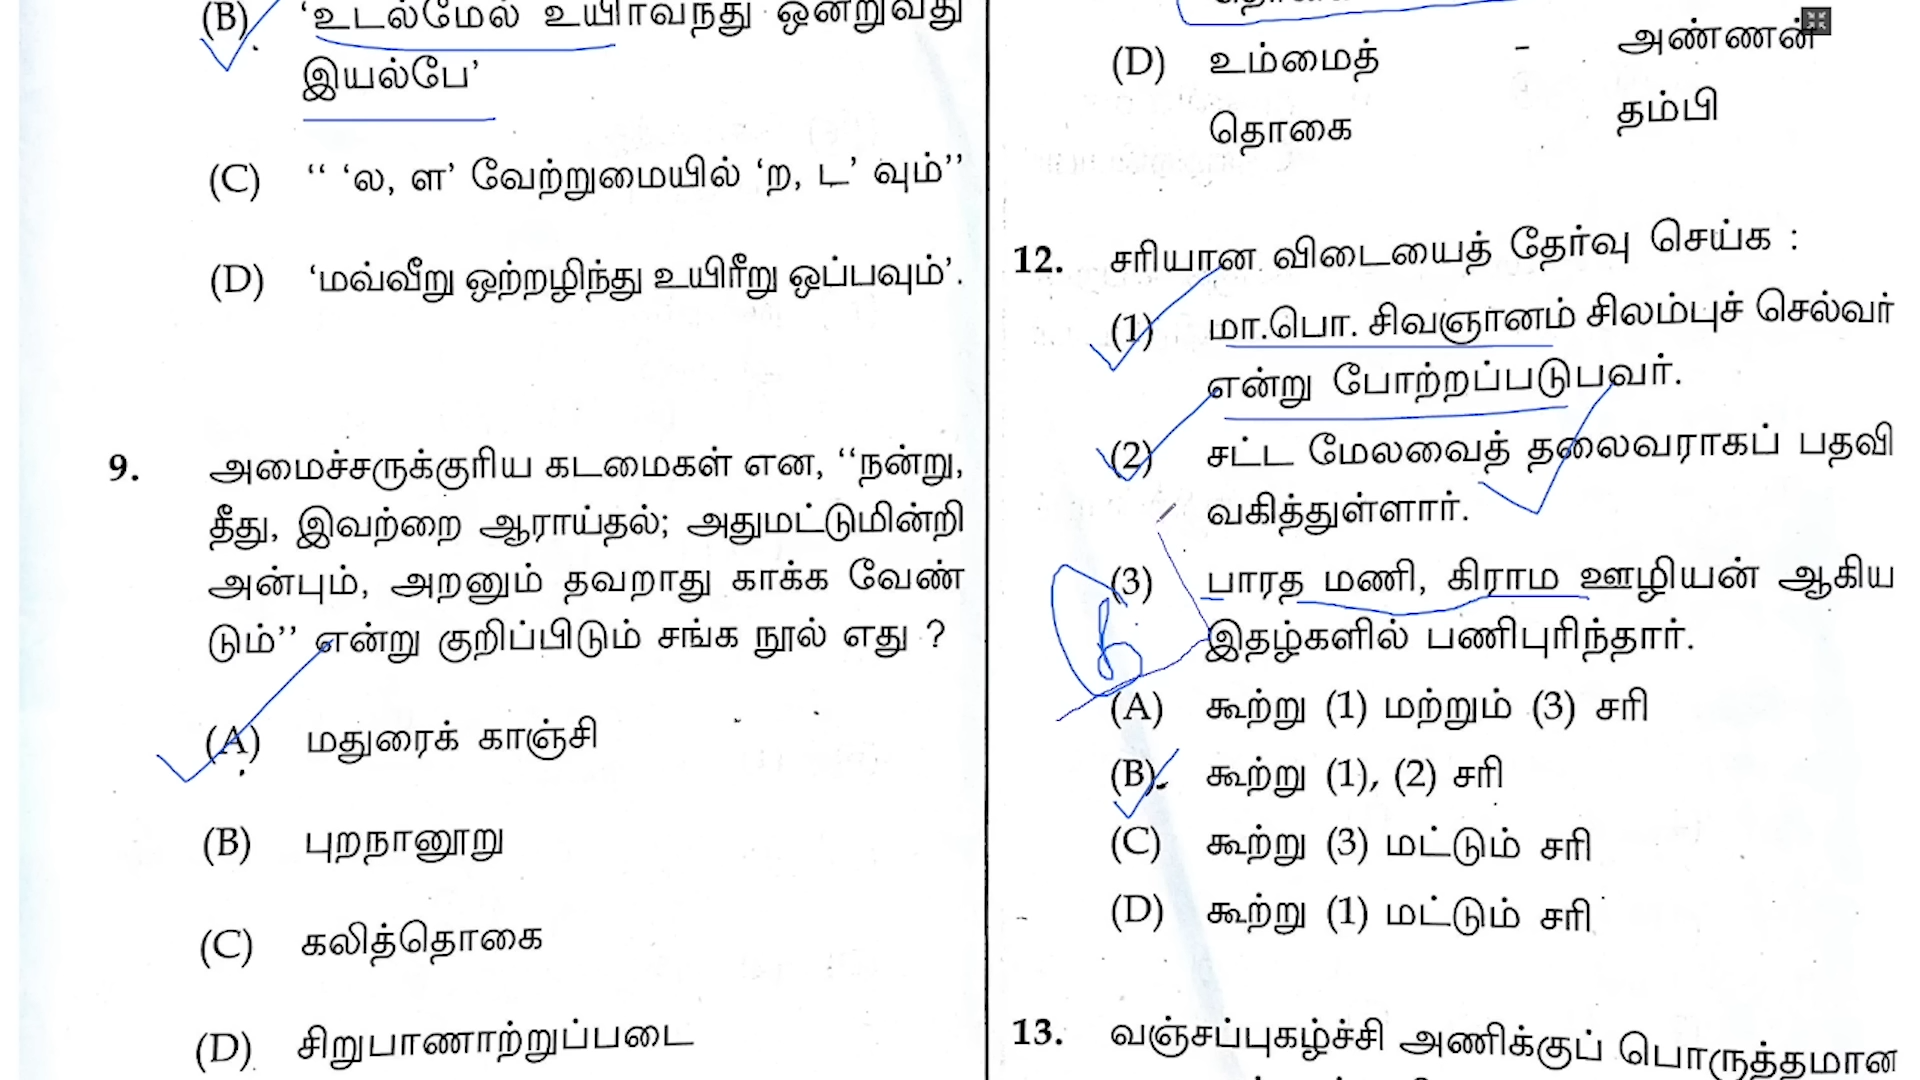 (B) ‘உடல்மேல் உயிர்வந்து ஒன்றுவது
இயல்பே’
(C) “ ‘ல, ள’ வேற்றுமையில் ‘ற, ட’ வும்”
(D) ‘மவ்வீறு ஒற்றழிந்து உயிரீறு ஒப்பவும்’.
9. அமைச்சருக்குரிய கடமைகள் என, “நன்று,
தீது, இவற்றை ஆராய்தல்; அதுமட்டுமின்றி
அன்பும், அறனும் தவறாது காக்க வேண்
டும்” என்று குறிப்பிடும் சங்க நூல் எது ?
(A) மதுரைக் காஞ்சி
(B) புறநானூறு
(C) கலித்தொகை
(D) சிறுபாணாற்றுப்படை
(D) உம்மைத் - அண்ணன்
தொகை தம்பி
12. சரியான விடையைத் தேர்வு செய்க :
(1) மா.பொ. சிவஞானம் சிலம்புச் செல்வர்
என்று போற்றப்படுபவர்.
(2) சட்ட மேலவைத் தலைவராகப் பதவி
வகித்துள்ளார்.
(3) பாரத மணி, கிராம ஊழியன் ஆகிய
இதழ்களில் பணிபுரிந்தார்.
(A) கூற்று (1) மற்றும் (3) சரி
(B) கூற்று (1), (2) சரி
(C) கூற்று (3) மட்டும் சரி
(D) கூற்று (1) மட்டும் சரி
13. வஞ்சப்புகழ்ச்சி அணிக்குப் பொருத்தமான